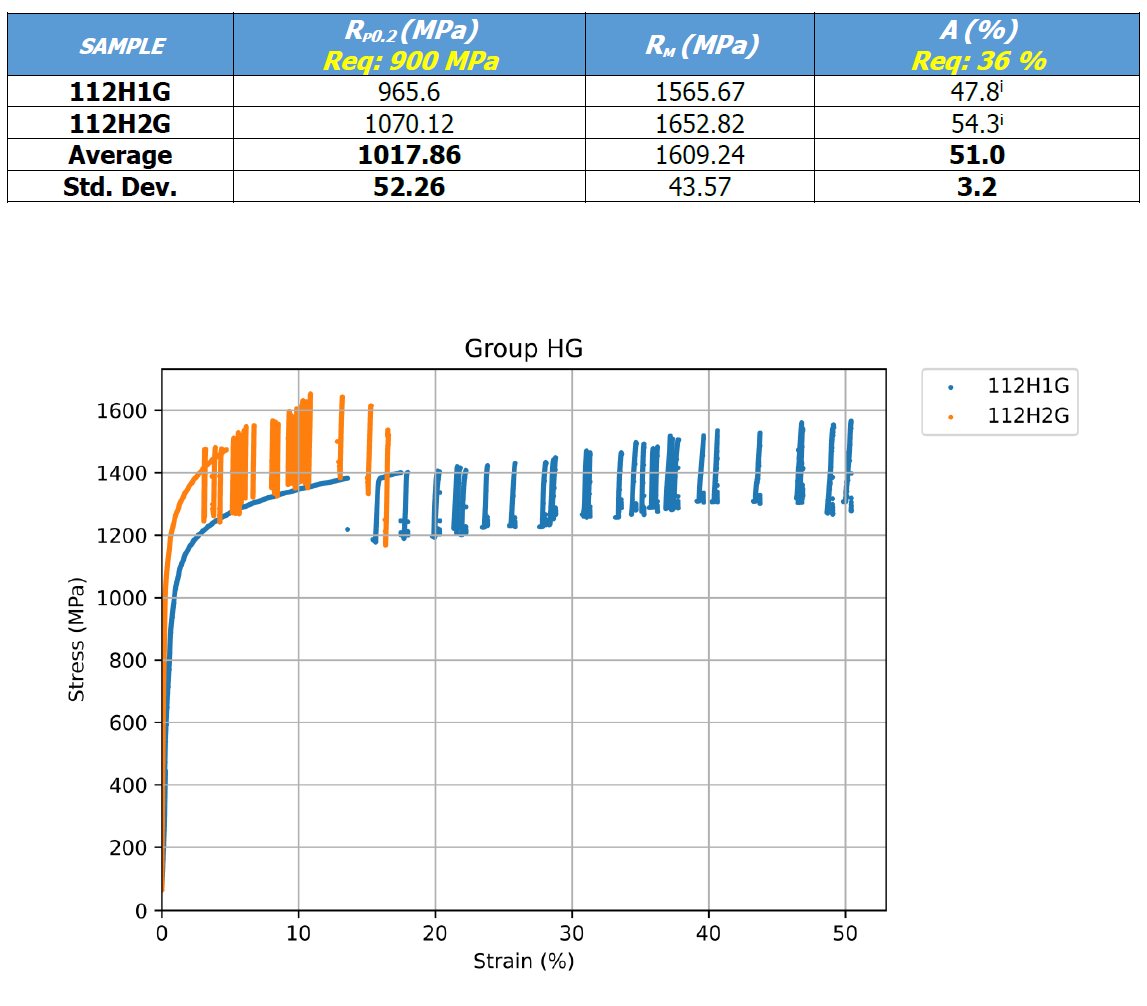 SAMPLE R_P0.2 (MPa) R_M (MPa) A (%)
Req: 900 MPa Req: 36 %
112H1G 965.6 1565.67 47.8ⁱ
112H2G 1070.12 1652.82 54.3ⁱ
Average 1017.86 1609.24 51.0
Std. Dev. 52.26 43.57 3.2
Group HG
112H1G
112H2G
1600
1400
1200
1000
800
600
400
200
0
Stress (MPa)
0 10 20 30 40 50
Strain (%)